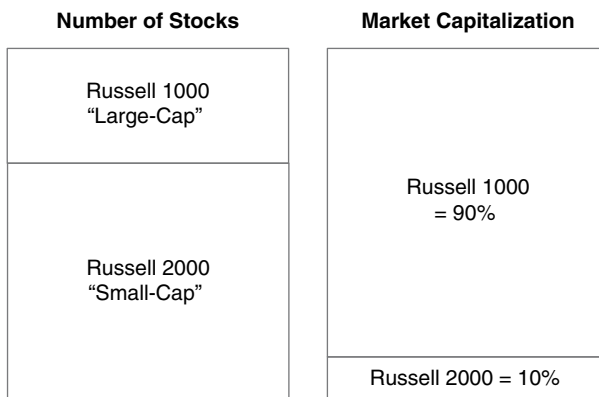 Number of Stocks
Russell 1000
“Large-Cap”
Russell 2000
“Small-Cap”
Market Capitalization
Russell 1000
= 90%
Russell 2000 = 10%